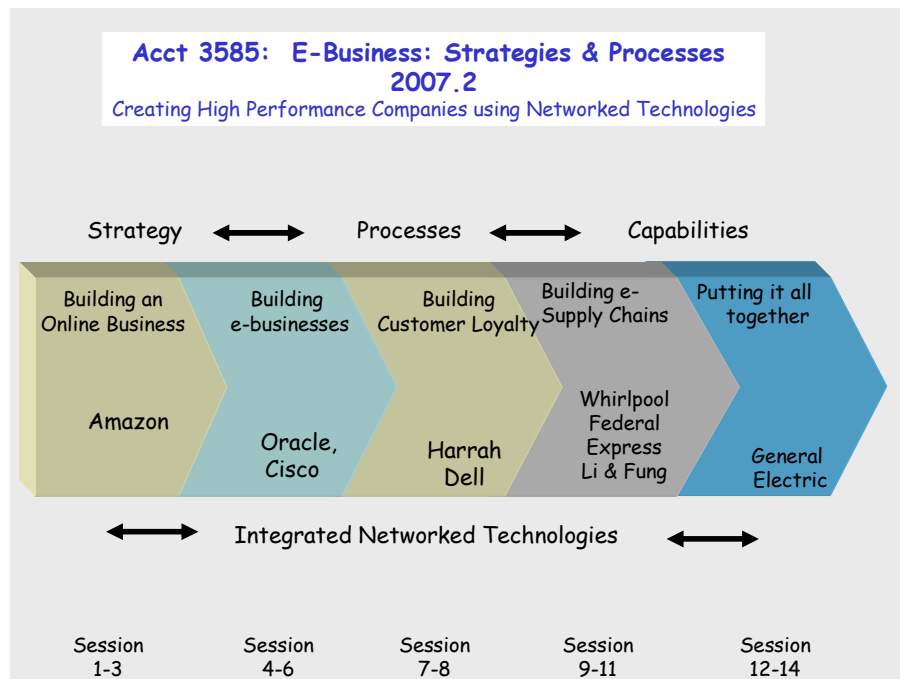 Acct 3585: E-Business: Strategies & Processes
2007.2
Creating High Performance Companies using Networked Technologies
Strategy
Processes
Capabilities
Building an
Online Business
Building
e-businesses
Building
Customer Loyalty
Building e-
Supply Chains
Putting it all
together
Amazon
Oracle,
Cisco
Harrah
Dell
Whirlpool
Federal
Express
Li & Fung
General
Electric
Integrated Networked Technologies
Session
1-3
Session
4-6
Session
7-8
Session
9-11
Session
12-14